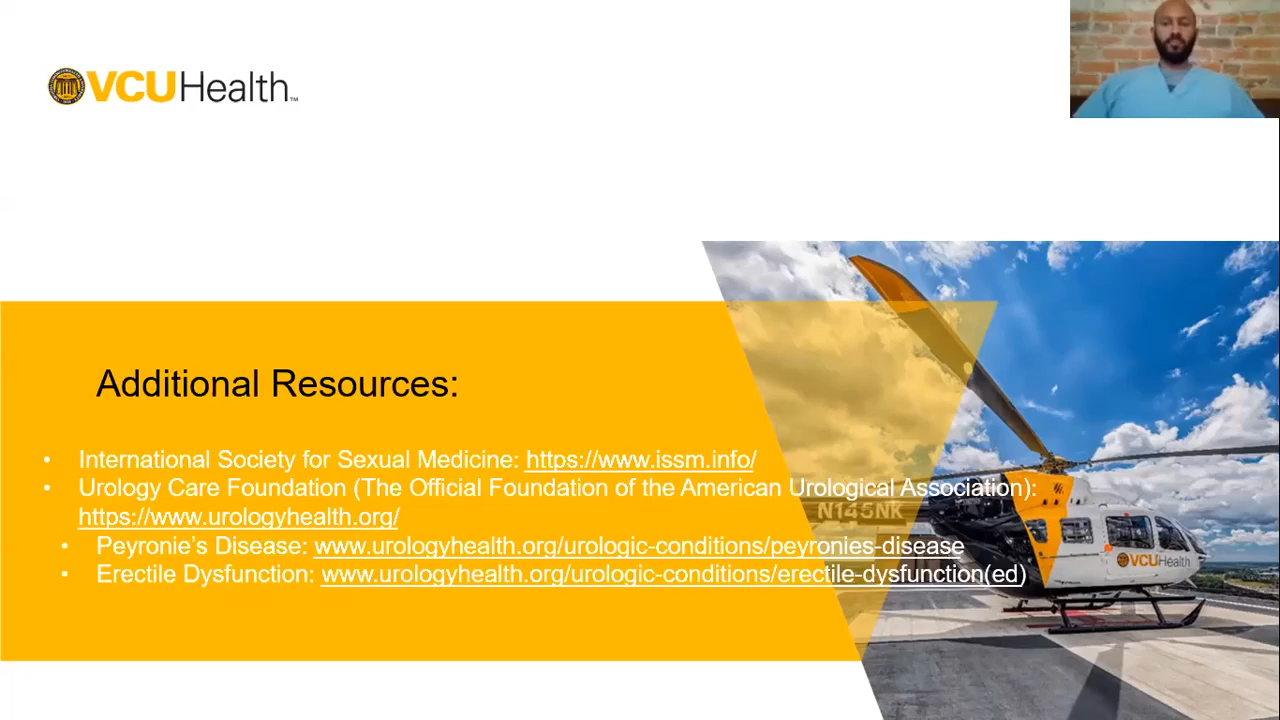 VCUHealth™
Additional Resources:
• International Society for Sexual Medicine: https://www.issm.info/
• Urology Care Foundation (The Official Foundation of the American Urological Association):
https://www.urologyhealth.org/
• Peyronie's Disease: www.urologyhealth.org/urologic-conditions/peyronies-disease
• Erectile Dysfunction: www.urologyhealth.org/urologic-conditions/erectile-dysfunction(ed)
N145NK
VCUHealth